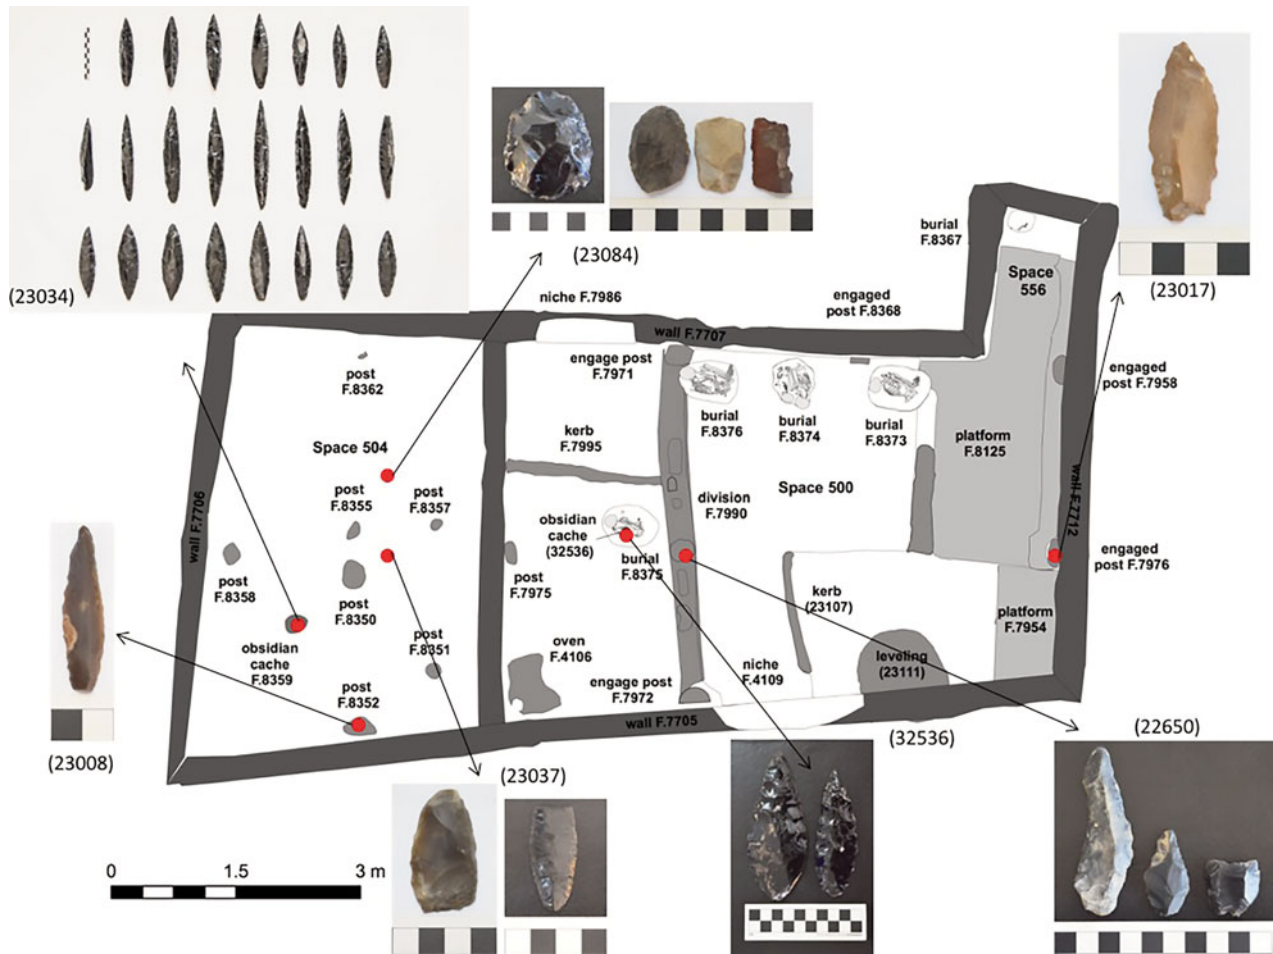 (23034)
(23084)
(23017)
niche F.7986
engaged
post F.8368
burial
F.8367
Space
556
wall F.7707
engage post
F.7971
engaged
post F.7958
post
F.8362
burial
F.8376
burial
F.8374
burial
F.8373
kerb
F.7995
platform
F.8125
Space 504
Space 500
wall F.7706
wall F.7712
post
F.8355
post
F.8357
division
F.7990
obsidian
cache
(32536)
burial
F.8375
engaged
post F.7976
post
F.8358
post
F.8350
post
F.7975
kerb
(23107)
platform
F.7954
obsidian
cache
F.8359
post
F.8351
oven
F.4106
niche
F.4109
leveling
(23111)
post
F.8352
engage post
F.7972
wall F.7705
(23008)
(23037)
(32536)
(22650)
0 1.5 3 m